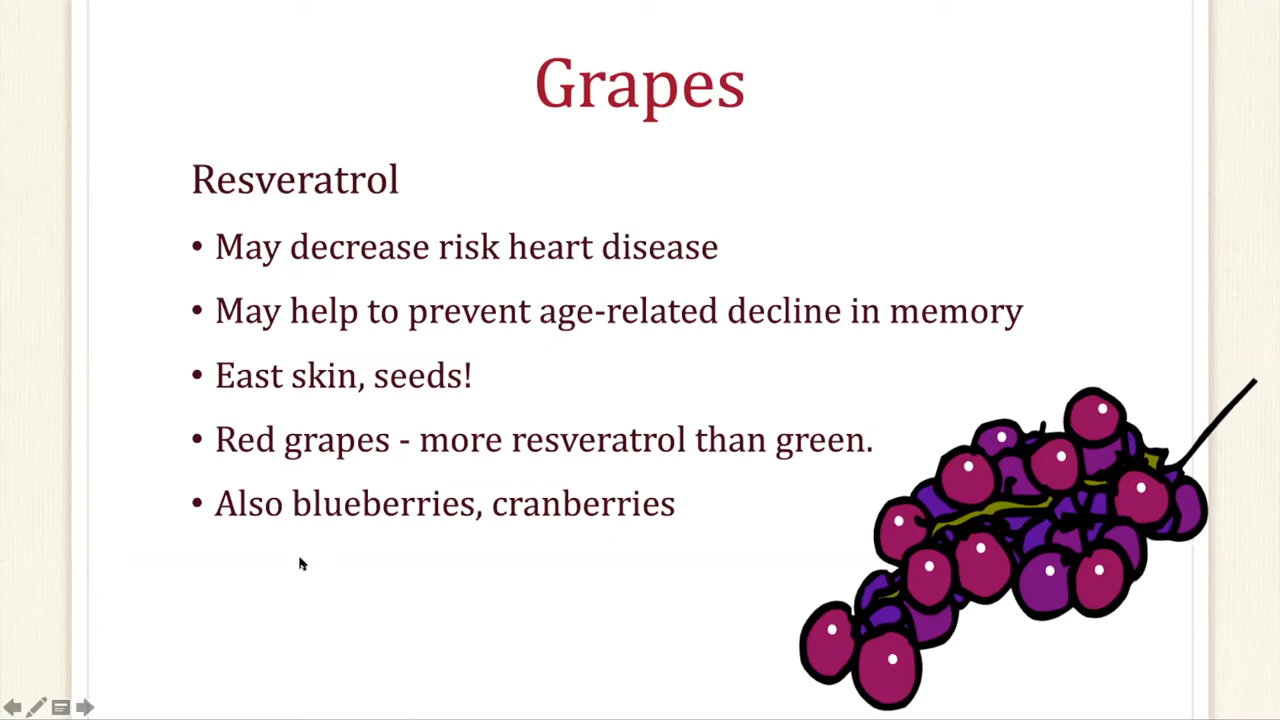 Grapes
Resveratrol
• May decrease risk heart disease
• May help to prevent age-related decline in memory
• East skin, seeds!
• Red grapes - more resveratrol than green.
• Also blueberries, cranberries